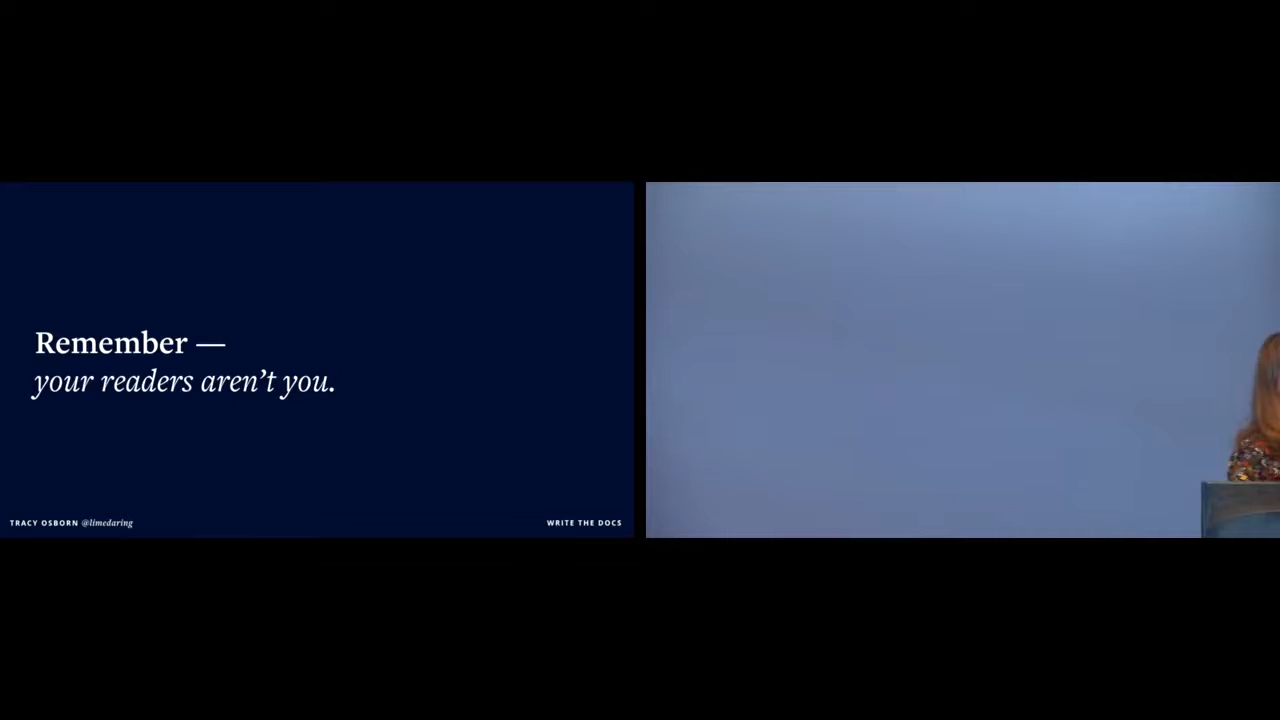 Remember —
your readers aren’t you.
TRACY OSBORN @limedaring
WRITE THE DOCS